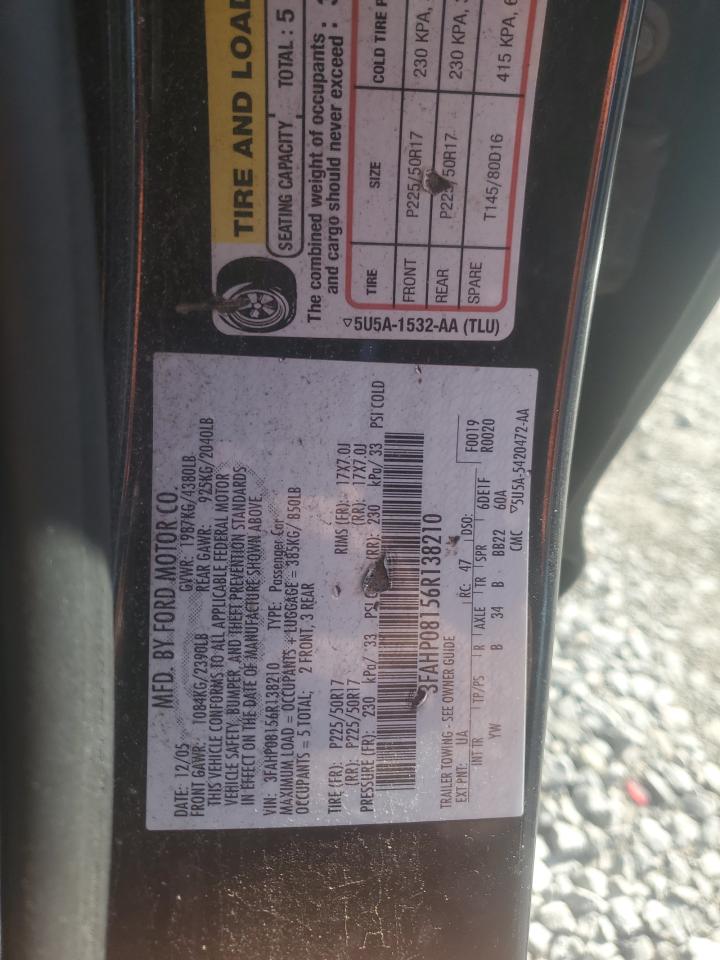 TIRE AND LOAD
SEATING CAPACITY TOTAL : 5
The combined weight of occupants :
and cargo should never exceed :
TIRE SIZE COLD TIRE P
FRONT P225/50R17 230 KPA,
REAR P225/50R17 230 KPA, 3
SPARE T145/80D16 415 KPA, 6
▽5U5A-1532-AA (TLU)
MFD. BY FORD MOTOR CO.
DATE: 12/05 GVWR: 1987KG/4380LB
FRONT GAWR: 1084KG/2390LB REAR GAWR: 925KG/2040LB
THIS VEHICLE CONFORMS TO ALL APPLICABLE FEDERAL MOTOR
VEHICLE SAFETY, BUMPER, AND THEFT PREVENTION STANDARDS
IN EFFECT ON THE DATE OF MANUFACTURE SHOWN ABOVE.
VIN: 3FAHP08156R138210 TYPE: Passenger Car
MAXIMUM LOAD = OCCUPANTS + LUGGAGE = 385KG/ 850LB
OCCUPANTS = 5 TOTAL; 2 FRONT, 3 REAR
TIRE (FR): P225/50R17 RIMS (FR): 17X7.0J
(RR): P225/50R17 (RR): 17X7.0J
PRESSURE (FR): 230 kPa/ 33 PSI (RR): 230 kPa/ 33 PSI COLD
3FAHP08156R138210
TRAILER TOWING - SEE OWNER GUIDE F0019
EXT PNT: UA RC: 47 DSO: R0020
INT TR TP/PS R AXLE TR SPR 6DE1F
YW B 34 B BB22 60A
CMC ▽5U5A-5420472-AA